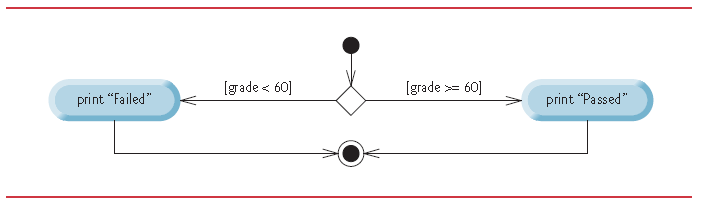 [grade < 60]
[grade >= 60]
print “Failed”
print “Passed”